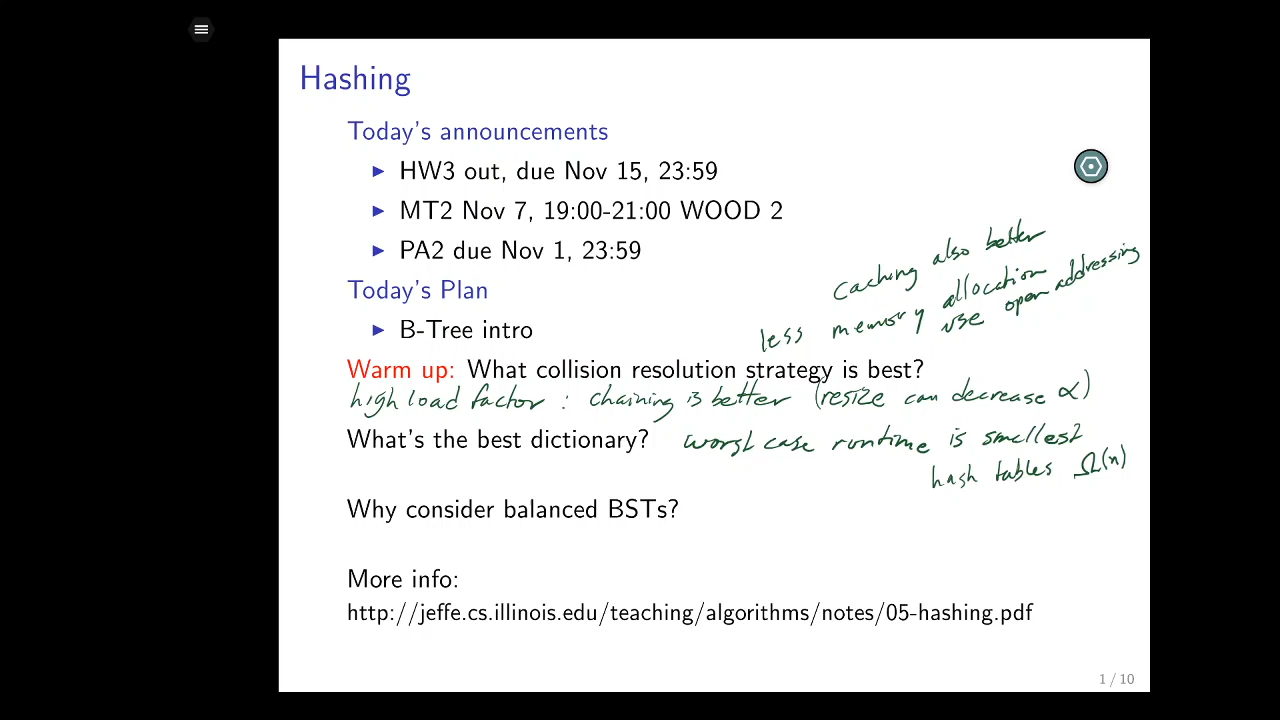 Hashing
Today's announcements
▶ HW3 out, due Nov 15, 23:59
▶ MT2 Nov 7, 19:00-21:00 WOOD 2
▶ PA2 due Nov 1, 23:59
Today's Plan
▶ B-Tree intro
caching also better
less memory allocation
use open addressing
Warm up: What collision resolution strategy is best?
high load factor : chaining is better (resize can decrease α)
What's the best dictionary? worst case runtime is smallest
hash tables Ω(n)
Why consider balanced BSTs?
More info:
http://jeffe.cs.illinois.edu/teaching/algorithms/notes/05-hashing.pdf
1 / 10